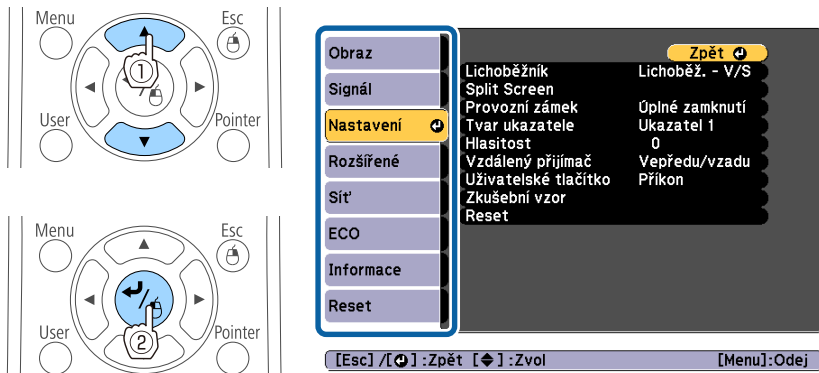 Menu
Esc
①
User
Pointer
Menu
Esc
User
②
Pointer
Obraz
Signál
Nastavení
Rozšířené
Síť
ECO
Informace
Reset
Zpět
Lichoběžník Lichoběž. - V/S
Split Screen
Provozní zámek Úplné zamknutí
Tvar ukazatele Ukazatel 1
Hlasitost 0
Vzdálený přijímač Vepředu/vzadu
Uživatelské tlačítko Příkon
Zkušební vzor
Reset
[Esc] /[ ] :Zpět [ ] :Zvol [Menu]:Odej